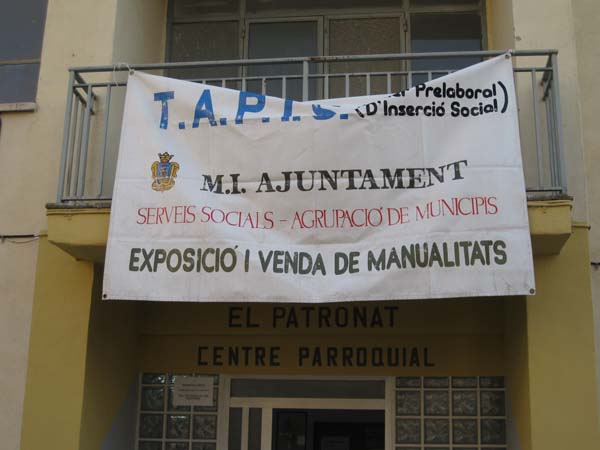 T.A.P.I.S.
Prelaboral)
(D'Inserció Social)
M.I. AJUNTAMENT
SERVEIS SOCIALS - AGRUPACIÓ DE MUNICIPIS
EXPOSICIÓ I VENDA DE MANUALITATS
EL PATRONAT
CENTRE PARROQUIAL